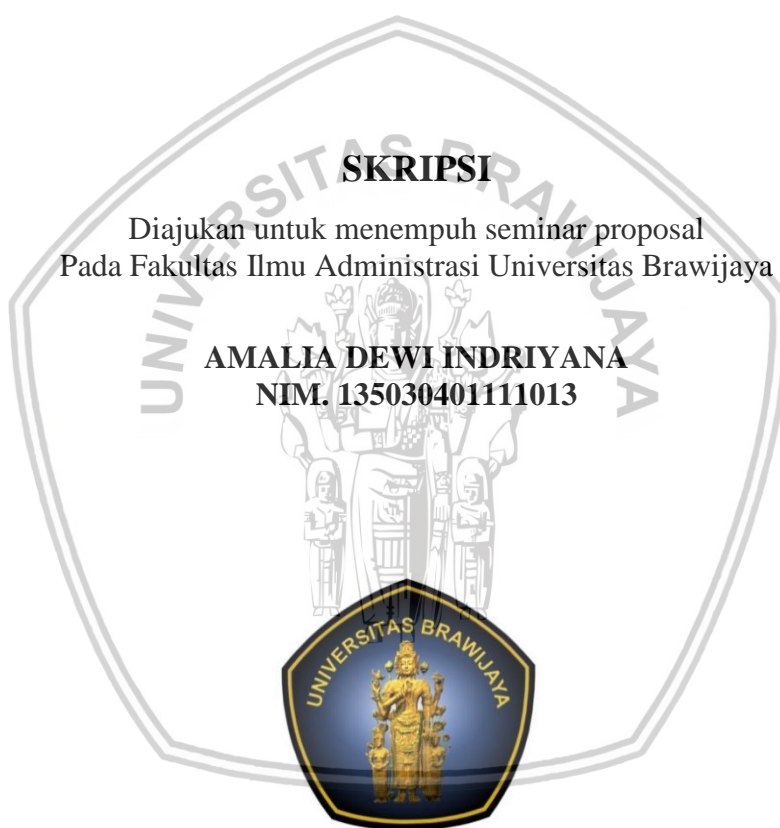 UNIVERSITAS BRAWIJAYA
SKRIPSI
Diajukan untuk menempuh seminar proposal
Pada Fakultas Ilmu Administrasi Universitas Brawijaya
AMALIA DEWI INDRIYANA
NIM. 135030401111013
UNIVERSITAS BRAWIJAYA